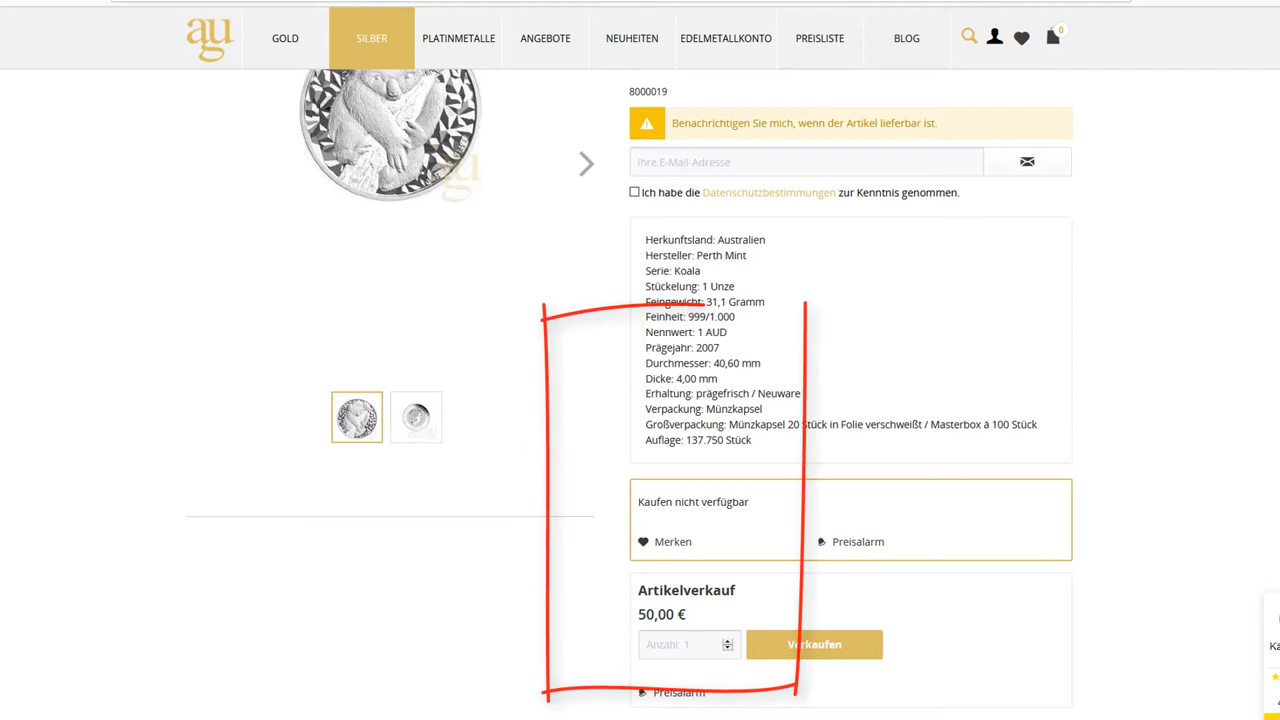 au
GOLD
SILBER
PLATINMETALLE
ANGEBOTE
NEUHEITEN
EDELMETALLKONTO
PREISLISTE
BLOG
0
8000019
Benachrichtigen Sie mich, wenn der Artikel lieferbar ist.
Ihre E-Mail-Adresse
Ich habe die Datenschutzbestimmungen zur Kenntnis genommen.
Herkunftsland: Australien
Hersteller: Perth Mint
Serie: Koala
Stückelung: 1 Unze
Feingewicht: 31,1 Gramm
Feinheit: 999/1.000
Nennwert: 1 AUD
Prägejahr: 2007
Durchmesser: 40,60 mm
Dicke: 4,00 mm
Erhaltung: prägefrisch / Neuware
Verpackung: Münzkapsel
Großverpackung: Münzkapsel 20 Stück in Folie verschweißt / Masterbox à 100 Stück
Auflage: 137.750 Stück
Kaufen nicht verfügbar
Merken
Preisalarm
Artikelverkauf
50,00 €
Anzahl: 1
Verkaufen
Preisalarm